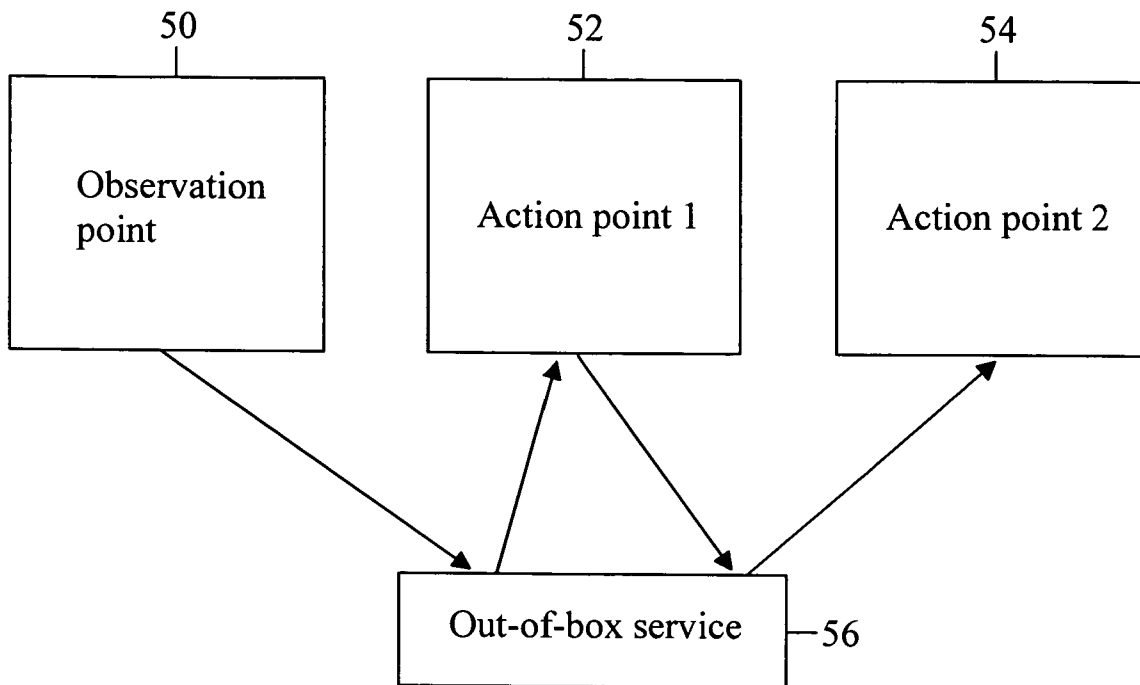 50
52
54
Observation
point
Action point 1
Action point 2
Out-of-box service
56